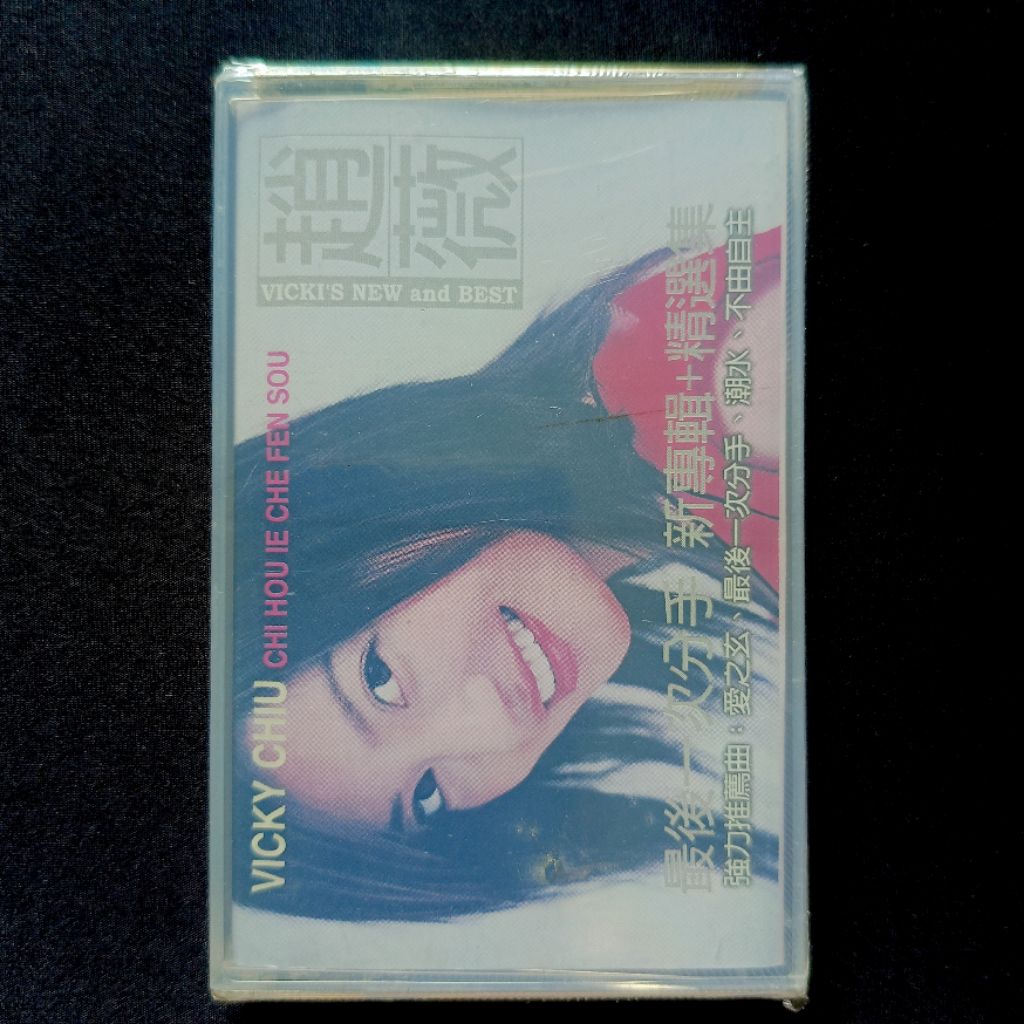 VICKY CHIU CHI HOU IE CHE FEN SOU
趙薇
VICKI'S NEW and BEST
最後一次分手 新專輯+精選集
強力推薦曲：愛之玄、最後一次分手、潮水、不由自主